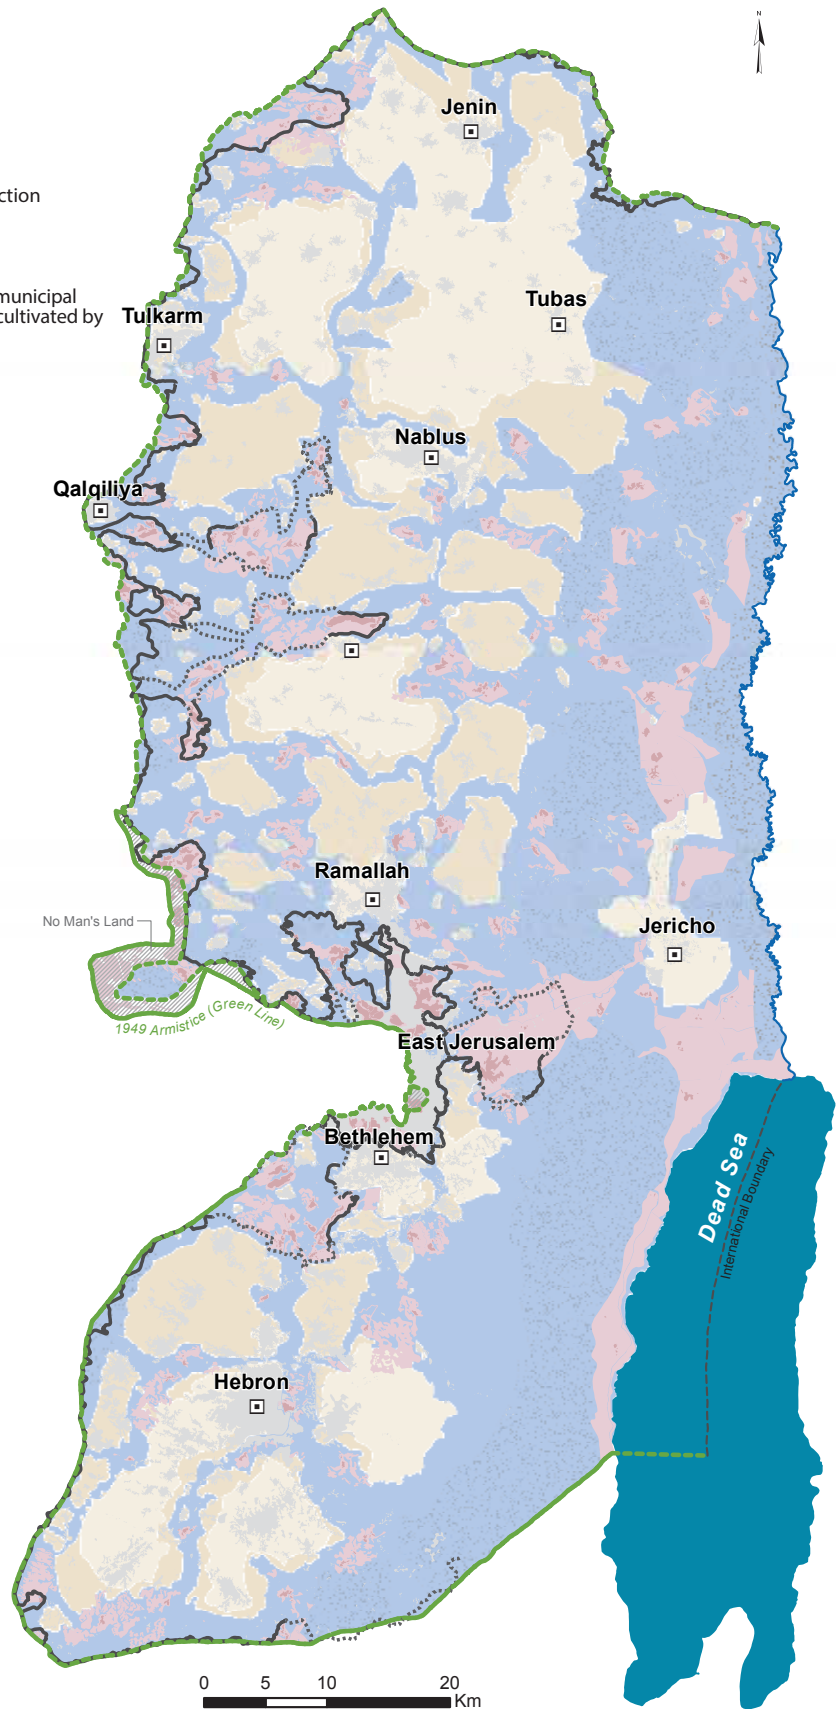 N
Jenin
ction
municipal
cultivated by
Tubas
Tulkarm
Nablus
Qalqiliya
Ramallah
No Man's Land
Jericho
1949 Armistice (Green Line)
East Jerusalem
Bethlehem
Dead Sea
International Boundary
Hebron
0 5 10 20
Km